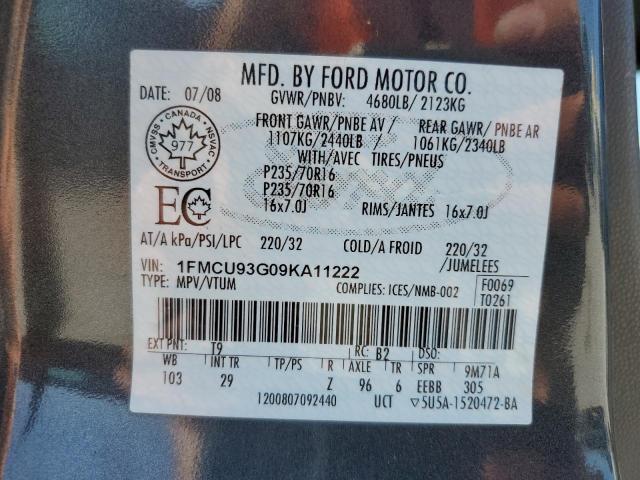 MFD. BY FORD MOTOR CO.
DATE: 07/08 GVWR/PNBV: 4680LB/ 2123KG
FRONT GAWR/PNBE AV / REAR GAWR/ PNBE AR
1107KG/2440LB 1061KG/2340LB
WITH/AVEC TIRES/PNEUS
CANADA
CMVSS NSVAC
977
TRANSPORT
P235/70R16
P235/70R16
16x7.0J RIMS/JANTES 16x7.0J
EC
AT/A kPa/PSI/LPC 220/32 COLD/A FROID 220/32
/JUMELEES
VIN: 1FMCU93G09KA11222
TYPE: MPV/VTUM COMPLIES: ICES/NMB-002 F0069
T0261
EXT PNT: T9 RC: B2 DSO:
WB INT TR TP/PS R AXLE TR SPR 9M71A
103 29 Z 96 6 EEBB 305
1200807092440 UCT ▽5U5A-1520472-BA